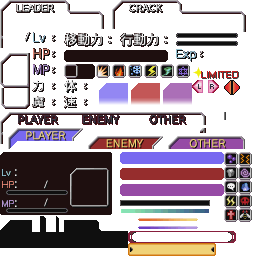 LEADER CRACK
/Lv: 移動力: 行動力:
HP: Exp:
MP: LIMITED
L R I
力: 体:
魔: 速:
PLAYER ENEMY OTHER
PLAYER ENEMY OTHER
Lv:
HP: /
MP: /